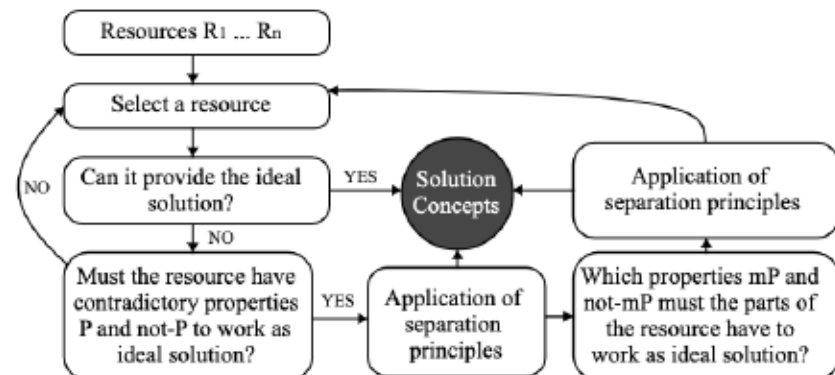 Resources R1 ... Rn
Select a resource
NO
Can it provide the ideal
solution?
YES
Solution
Concepts
Application of
separation principles
NO
Must the resource have
contradictory properties
P and not-P to work as
ideal solution?
YES
Application of
separation
principles
Which properties mP and
not-mP must the parts of
the resource have to
work as ideal solution?